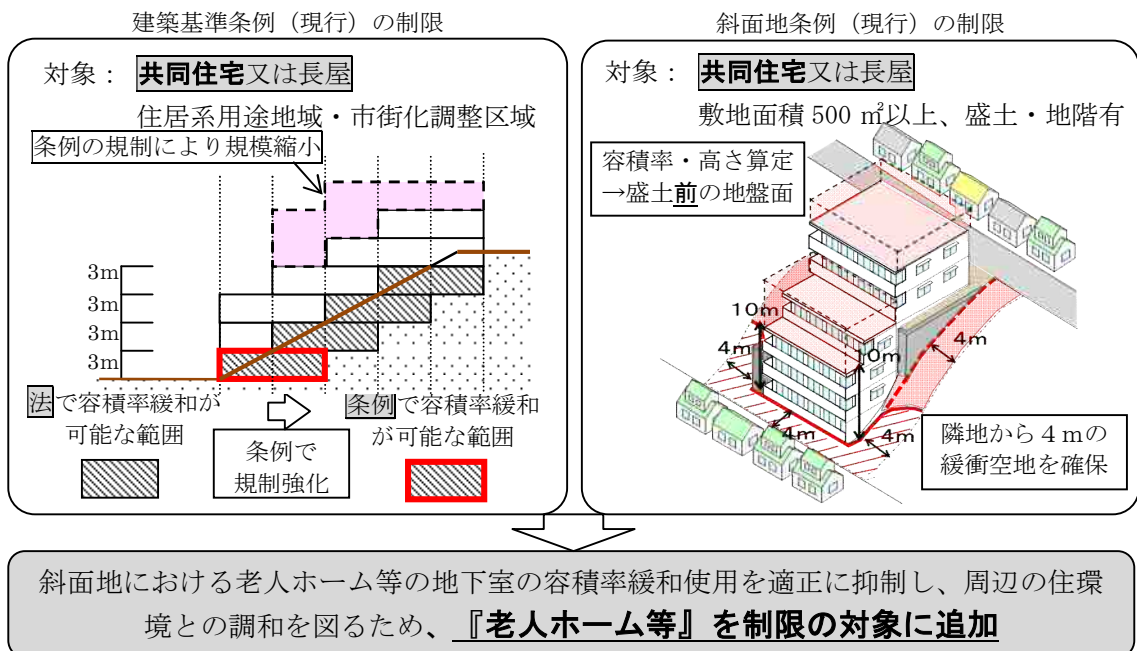 建築基準条例（現行）の制限
対象： 共同住宅又は長屋
住居系用途地域・市街化調整区域
条例の規制により規模縮小
3m
3m
3m
3m
法で容積率緩和が
可能な範囲
条例で
規制強化
条例で容積率緩和
が可能な範囲
斜面地条例（現行）の制限
対象： 共同住宅又は長屋
敷地面積 500 ㎡以上、盛土・地階有
容積率・高さ算定
→盛土前の地盤面
10m
4m
10m
4m
4m
4m
隣地から４ｍの
緩衝空地を確保
斜面地における老人ホーム等の地下室の容積率緩和使用を適正に抑制し、周辺の住環
境との調和を図るため、『老人ホーム等』を制限の対象に追加